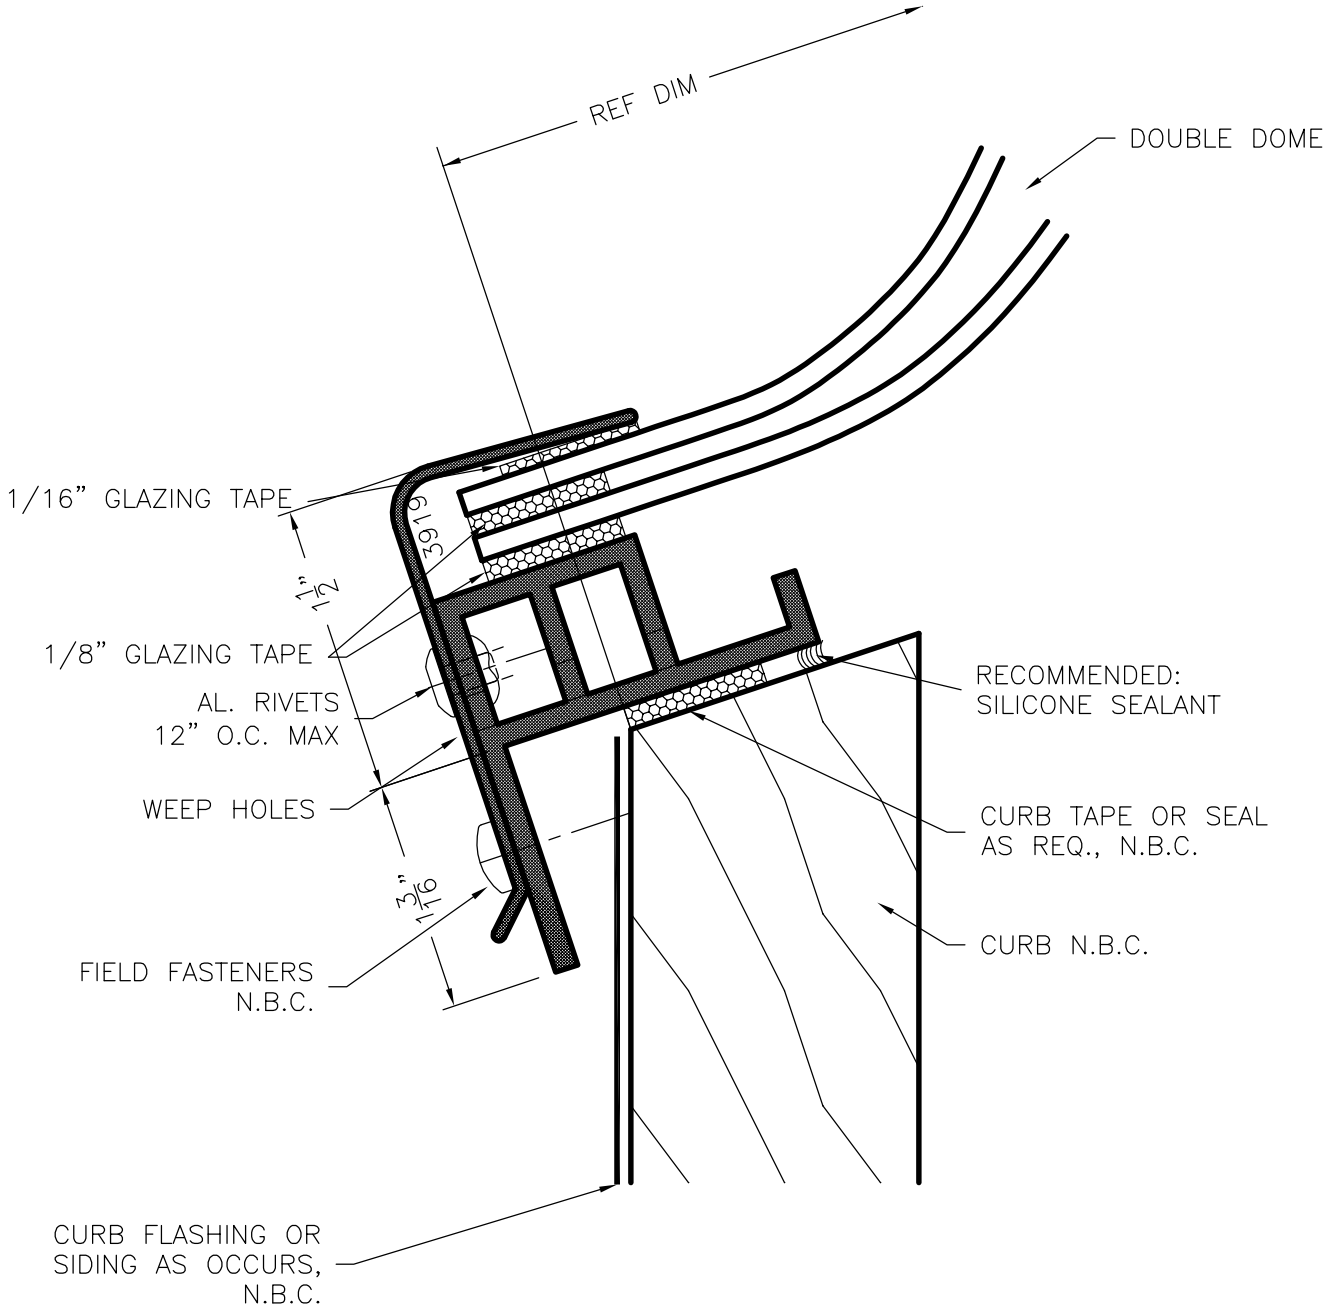 REF DIM
DOUBLE DOME
1/16" GLAZING TAPE
3919
1 1/2"
1/8" GLAZING TAPE
AL. RIVETS
12" O.C. MAX
RECOMMENDED:
SILICONE SEALANT
WEEP HOLES
CURB TAPE OR SEAL
AS REQ., N.B.C.
1 3/16"
CURB N.B.C.
FIELD FASTENERS
N.B.C.
CURB FLASHING OR
SIDING AS OCCURS,
N.B.C.